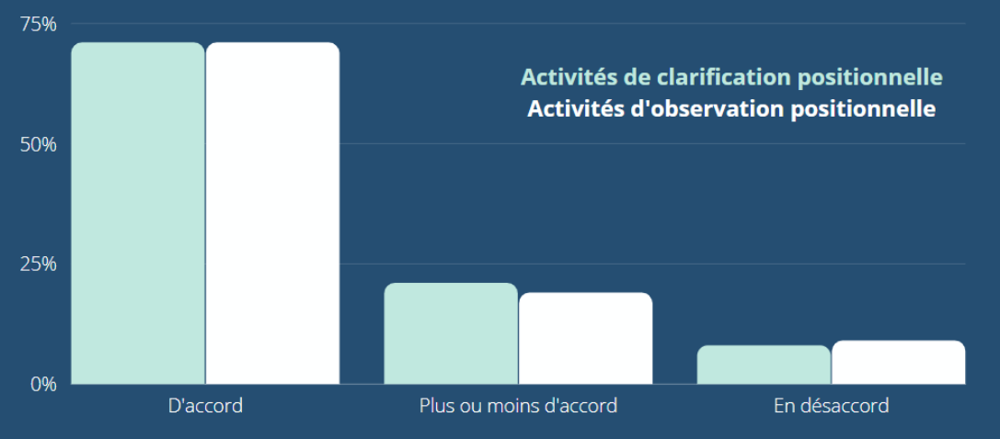 75%
Activités de clarification positionnelle
Activités d'observation positionnelle
50%
25%
0%
D'accord
Plus ou moins d'accord
En désaccord